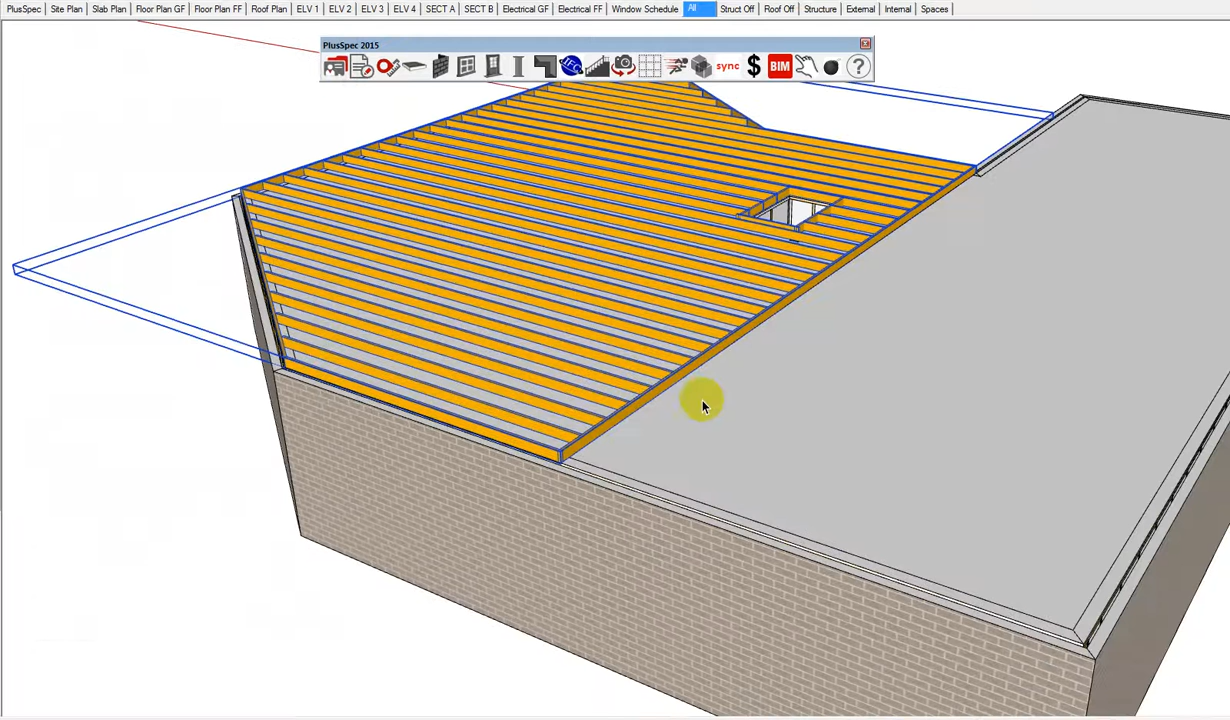 PlusSpec Site Plan Slab Plan Floor Plan GF Floor Plan FF Roof Plan ELV 1 ELV 2 ELV 3 ELV 4 SECT A SECT B Electrical GF Electrical FF Window Schedule All Struct Off Roof Off Structure External Internal Spaces
PlusSpec 2015
IFC sync $ BIM ?